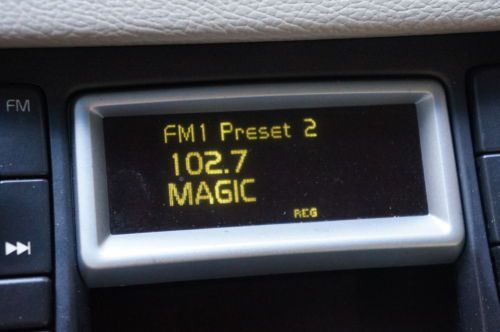 FM
FM1 Preset 2
102.7
MAGIC
REG